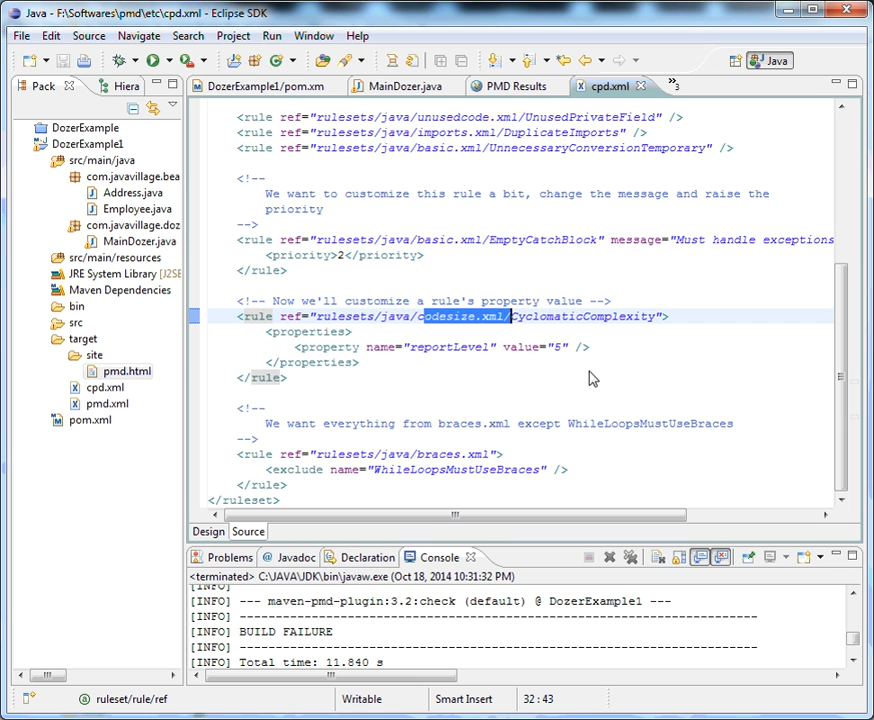 Java - F:\Softwares\pmd\etc\cpd.xml - Eclipse SDK
File Edit Source Navigate Search Project Run Window Help
Java
Pack Hiera
DozerExample1/pom.xm MainDozer.java PMD Results cpd.xml »3
DozerExample
DozerExample1
src/main/java
com.javavillage.bea
Address.java
Employee.java
com.javavillage.doz
MainDozer.java
src/main/resources
JRE System Library [J2SE
Maven Dependencies
bin
src
target
site
pmd.html
cpd.xml
pmd.xml
pom.xml
<rule ref="rulesets/java/unusedcode.xml/UnusedPrivateField" />
<rule ref="rulesets/java/imports.xml/DuplicateImports" />
<rule ref="rulesets/java/basic.xml/UnnecessaryConversionTemporary" />
<!--
We want to customize this rule a bit, change the message and raise the
priority
-->
<rule ref="rulesets/java/basic.xml/EmptyCatchBlock" message="Must handle exceptions
<priority>2</priority>
</rule>
<!-- Now we'll customize a rule's property value -->
<rule ref="rulesets/java/codesize.xml/CyclomaticComplexity">
<properties>
<property name="reportLevel" value="5" />
</properties>
</rule>
<!--
We want everything from braces.xml except WhileLoopsMustUseBraces
-->
<rule ref="rulesets/java/braces.xml">
<exclude name="WhileLoopsMustUseBraces" />
</rule>
</ruleset>
Design Source
Problems Javadoc Declaration Console
<terminated> C:\JAVA\JDK\bin\javaw.exe (Oct 18, 2014 10:31:32 PM)
[INFO]
[INFO] --- maven-pmd-plugin:3.2:check (default) @ DozerExample1 ---
[INFO] ------------------------------------------------------------------------
[INFO] BUILD FAILURE
[INFO] ------------------------------------------------------------------------
[INFO] Total time: 11.840 s
ruleset/rule/ref Writable Smart Insert 32 : 43